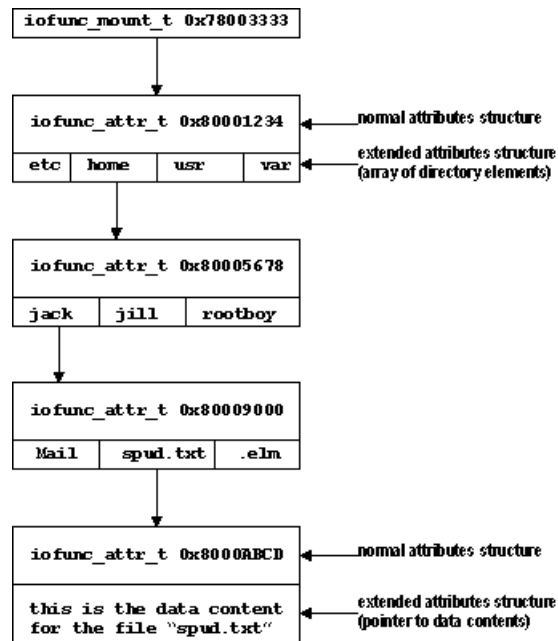 iofunc_mount_t 0x78003333
iofunc_attr_t 0x80001234
normal attributes structure
etc home usr var
extended attributes structure
(array of directory elements)
iofunc_attr_t 0x80005678
jack jill rootboy
iofunc_attr_t 0x80009000
Mail spud.txt .elm
iofunc_attr_t 0x8000ABCD
normal attributes structure
this is the data content
for the file "spud.txt"
extended attributes structure
(pointer to data contents)